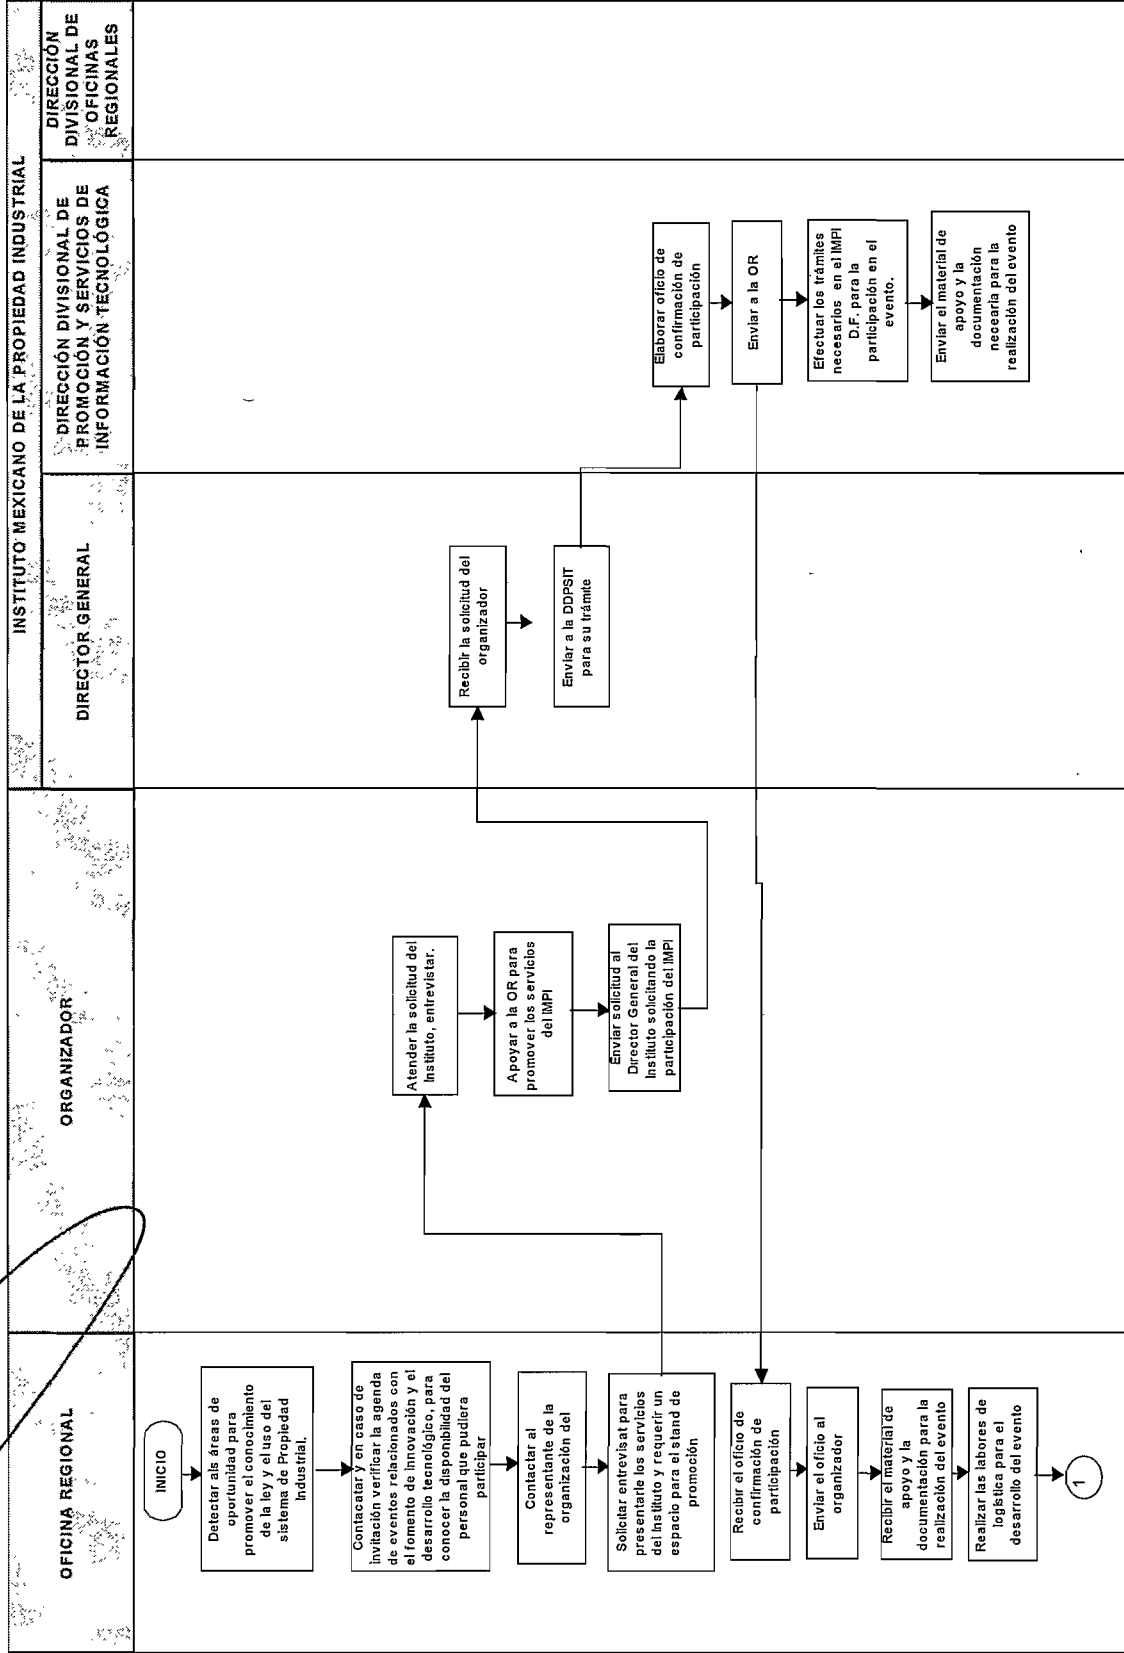 INSTITUTO MEXICANO DE LA PROPIEDAD INDUSTRIAL
OFICINA REGIONAL
ORGANIZADOR
DIRECTOR GENERAL
DIRECCIÓN DIVISIONAL DE
PROMOCIÓN Y SERVICIOS DE
INFORMACIÓN TECNOLÓGICA
DIRECCIÓN
DIVISIONAL DE
OFICINAS
REGIONALES
INICIO
Detectar als áreas de
oportunidad para
promover el conocimiento
de la ley y el uso del
sistema de Propiedad
Industrial.
Contacatar y en caso de
invitación verificar la agenda
de eventos relacionados con
el fomento de innovación y el
desarrollo tecnológico, para
conocer la disponibilidad del
personal que pudiera
participar
Contactar al
representante de la
organización del
Solicitar entrevisat para
presentarle los servicios
del Instituto y requerir un
espacio para el stand de
promoción
Atender la solicitud del
Instituto, entrevistar.
Apoyar a la OR para
promover los servicios
del IMPI
Enviar solicitud al
Director General del
Instituto solicitando la
participación del IMPI
Recibir la solicitud del
organizador
Enviar a la DDPSIT
para su trámite
Elaborar oficio de
confirmación de
participación
Enviar a la OR
Efectuar los trámites
necesarios en el IMPI
D.F. para la
participación en el
evento.
Enviar el material de
apoyo y la
documentación
necearia para la
realización del evento
Recibir el oficio de
confirmación de
participación
Enviar el oficio al
organizador
Recibir el material de
apoyo y la
documentación para la
realización del evento
Realizar las labores de
logística para el
desarrollo del evento
1